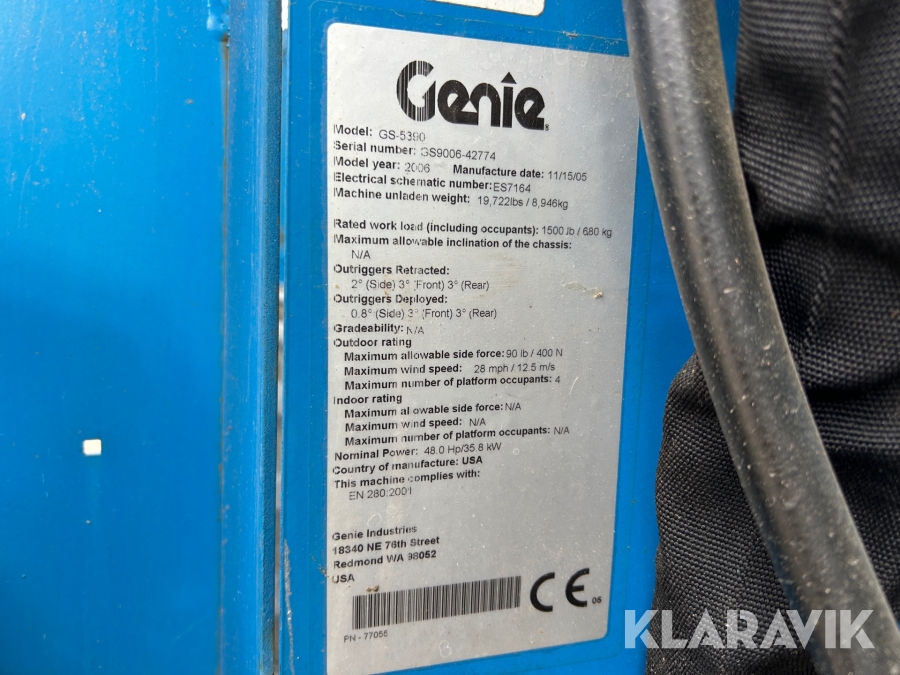 Genie
Model: GS-5390
Serial number: GS9006-42774
Model year: 2006 Manufacture date: 11/15/05
Electrical schematic number: ES7164
Machine unladen weight: 19,722lbs / 8,946kg
Rated work load (including occupants): 1500 lb / 680 kg
Maximum allowable inclination of the chassis:
N/A
Outriggers Retracted:
2° (Side) 3° (Front) 3° (Rear)
Outriggers Deployed:
0.8° (Side) 3° (Front) 3° (Rear)
Gradeability: N/A
Outdoor rating
Maximum allowable side force: 90 lb / 400 N
Maximum wind speed: 28 mph / 12.5 m/s
Maximum number of platform occupants: 4
Indoor rating
Maximum allowable side force: N/A
Maximum wind speed: N/A
Maximum number of platform occupants: N/A
Nominal Power: 48.0 Hp/35.8 kW
Country of manufacture: USA
This machine complies with:
EN 280:2001
Genie Industries
18340 NE 76th Street
Redmond WA 98052
USA
CE 05
PN - 77055
KLARAVIK